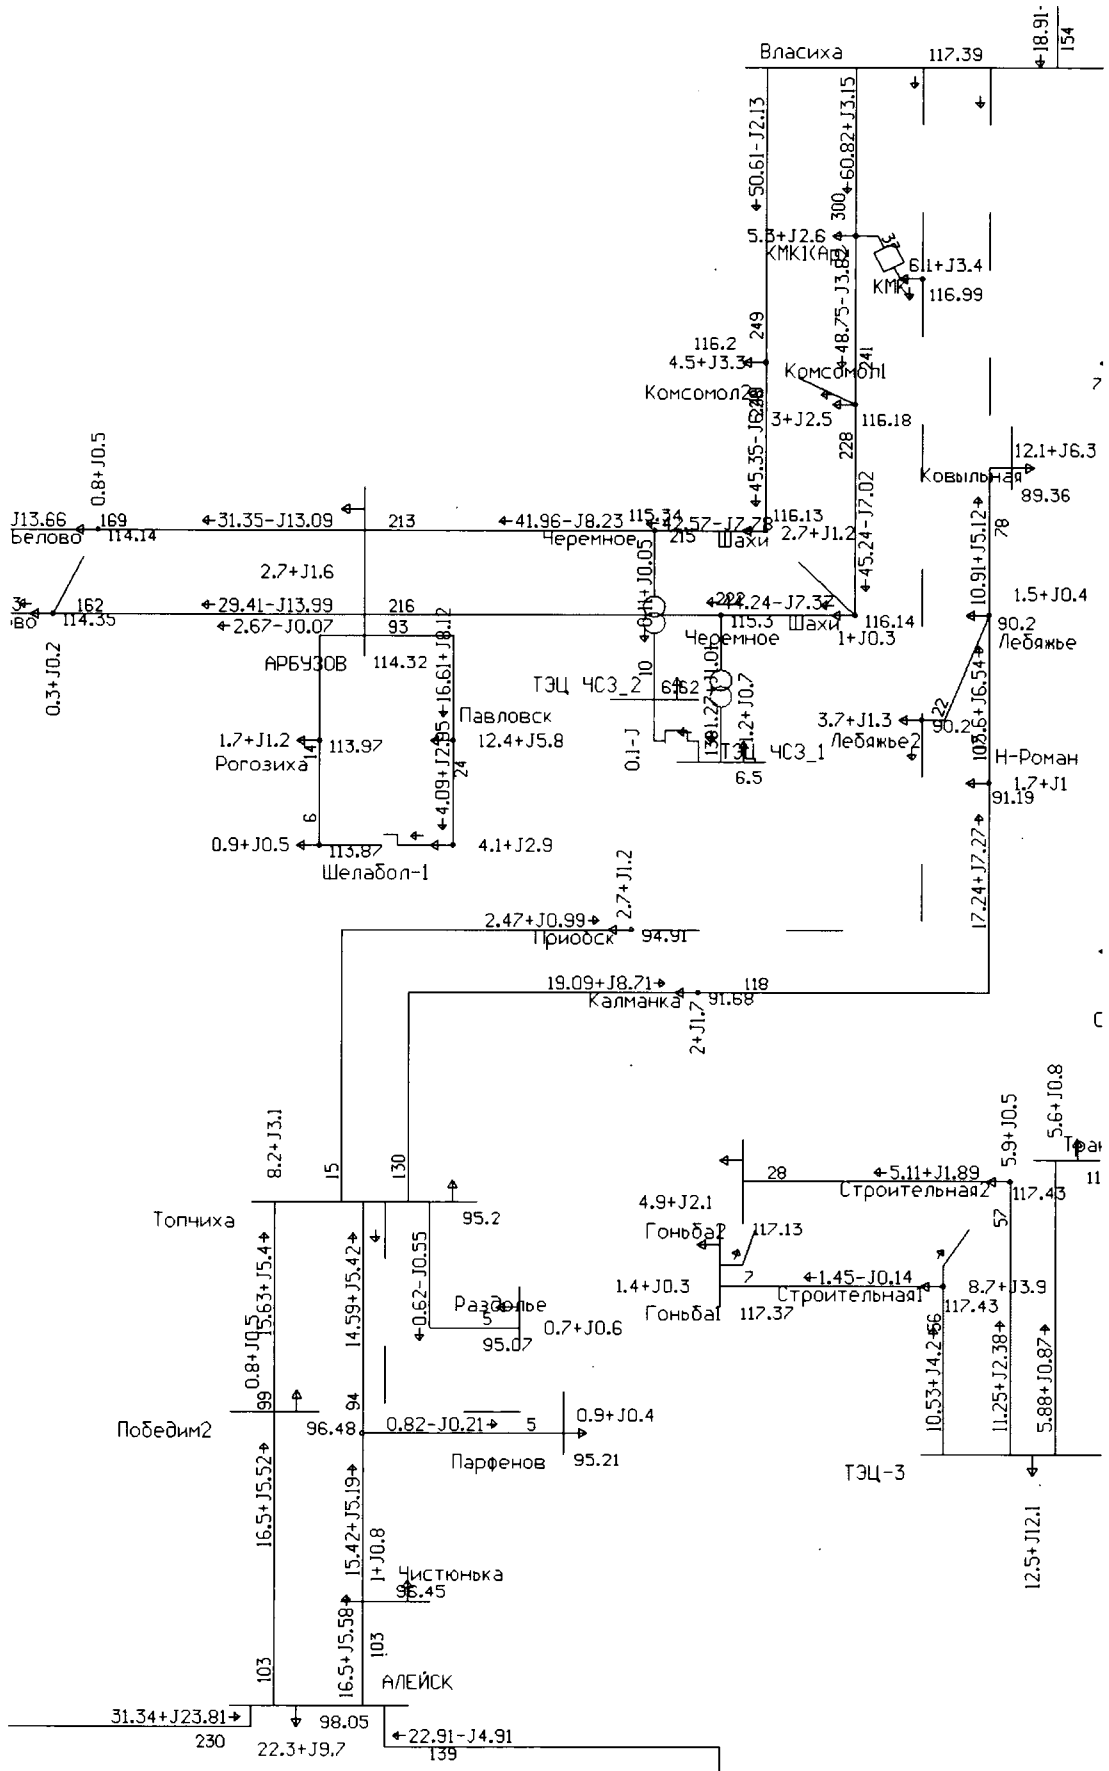 18.91-
154
Власиха
117.39
50.61-J2.13
60.82+J3.15
300
5.3+J2.6
КМК1(Ар)
37
6.1+J3.4
КМК
116.99
48.75-J3.82
249
116.2
241
4.5+J3.3
Комсомол1
Комсомол2
3+J2.5
116.18
7
228
45.35-J6.28
45.24-J7.02
0.8+J0.5
12.1+J6.3
Ковыльная
89.36
78
10.91+J5.12
J13.66
169
31.35-J13.09
213
41.96-J8.23
115.34
42.57-J7.78
116.13
Белово
114.14
Черемное
215
Шахи
2.7+J1.2
2.7+J1.6
162
29.41-J13.99
216
222
44.24-J7.37
1.5+J0.4
114.35
2.67-J0.07
93
115.3
Шахи
116.14
90.2
Черемное
1+J0.3
Лебяжье
АРБУЗОВ
114.32
16.61+J8.12
10
0.3+J0.2
ТЭЦ ЧСЗ_2
6.62
1.2+J0.7
22
Павловск
3.7+J1.3
90.2
1.7+J1.2
113.97
12.4+J5.8
Лебяжье2
Рогозиха
14
24
0.1-J
ТЭЦ ЧСЗ_1
6.5
Н-Роман
1.7+J1
91.19
4.09+J2.95
6
0.9+J0.5
113.87
4.1+J2.9
Шелабол-1
17.24+J7.27
2.7+J1.2
2.47+J0.99
Приобск
94.91
19.09+J8.71
118
Калманка
91.68
2+J1.7
С
8.2+J3.1
15
130
5.9+J0.5
5.6+J0.8
Тран
28
5.11+J1.89
11
Строительная2
117.43
Топчиха
95.2
4.9+J2.1
57
Гоньба2
117.13
15.63+J5.4
14.59+J5.42
0.62-J0.55
7
1.45-J0.14
1.4+J0.3
8.7+J3.9
Строительная1
Гоньба1
117.37
117.43
Раздолье
5
0.7+J0.6
95.07
56
0.8+J0.5
10.53+J4.2
11.25+J2.38
5.88+J0.87
99
94
Победим2
96.48
0.82-J0.21
5
0.9+J0.4
Парфенов
95.21
ТЭЦ-3
16.5+J5.52
15.42+J5.19
1+J0.8
12.5+J12.1
Чистюнька
96.45
16.5+J5.58
103
103
АЛЕЙСК
31.34+J23.81
98.05
22.91-J4.91
230
22.3+J9.7
139